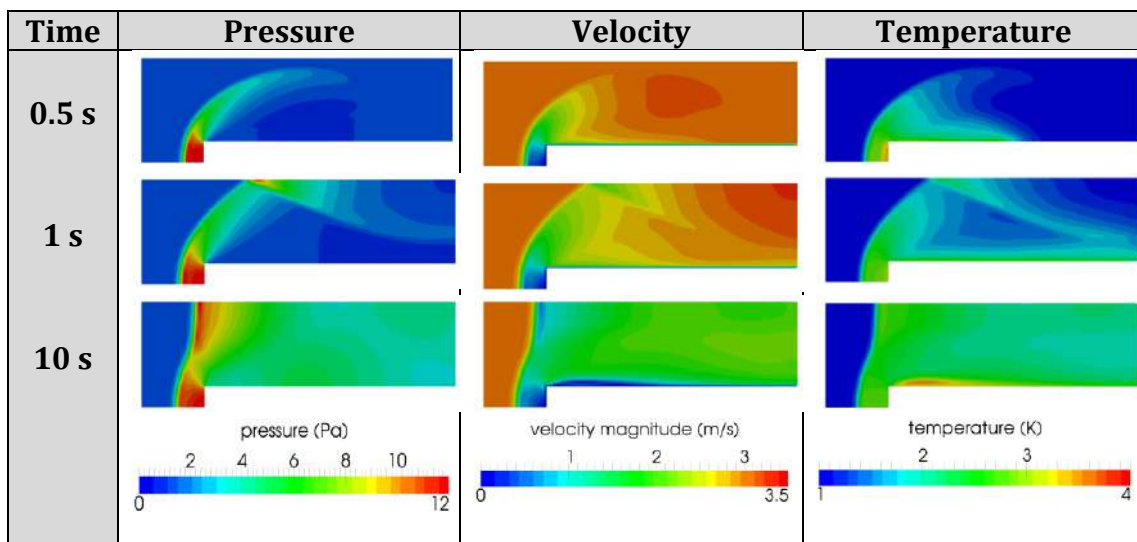 Time Pressure Velocity Temperature
0.5 s
1 s
10 s
pressure (Pa) velocity magnitude (m/s) temperature (K)
2 4 6 8 10 1 2 3 2 3
0 12 0 3.5 1 4